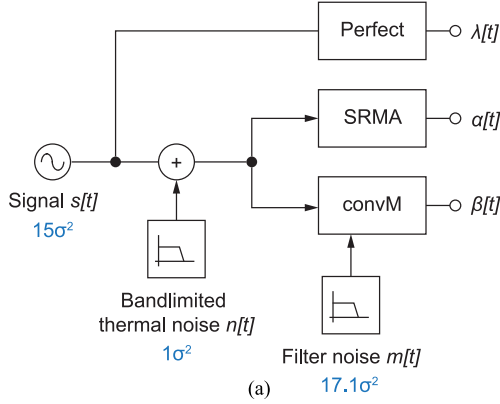 Perfect
λ[t]
SRMA
α[t]
+
Signal s[t]
15σ²
convM
β[t]
Bandlimited
thermal noise n[t]
1σ²
Filter noise m[t]
17.1σ²
(a)